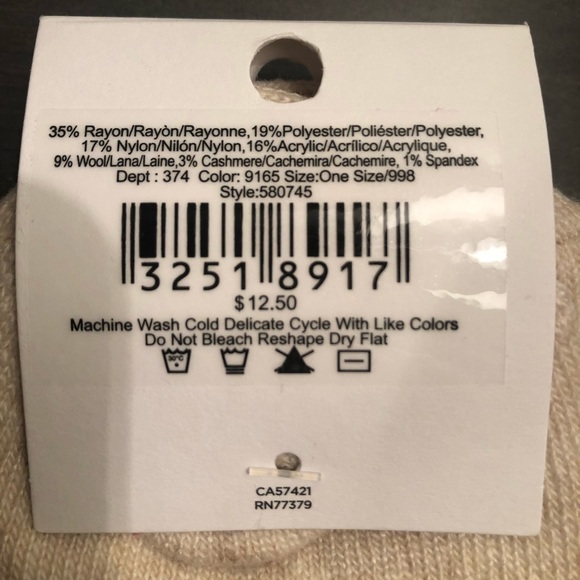 35% Rayon/Rayòn/Rayonne,19%Polyester/Poliéster/Polyester,
17% Nylon/Nilón/Nylon,16%Acrylic/Acrílico/Acrylique,
9% Wool/Lana/Laine,3% Cashmere/Cachemira/Cachemire, 1% Spandex
Dept : 374 Color: 9165 Size:One Size/998
Style:580745
3251 8917
$12.50
Machine Wash Cold Delicate Cycle With Like Colors
Do Not Bleach Reshape Dry Flat
30°C
CA57421
RN77379